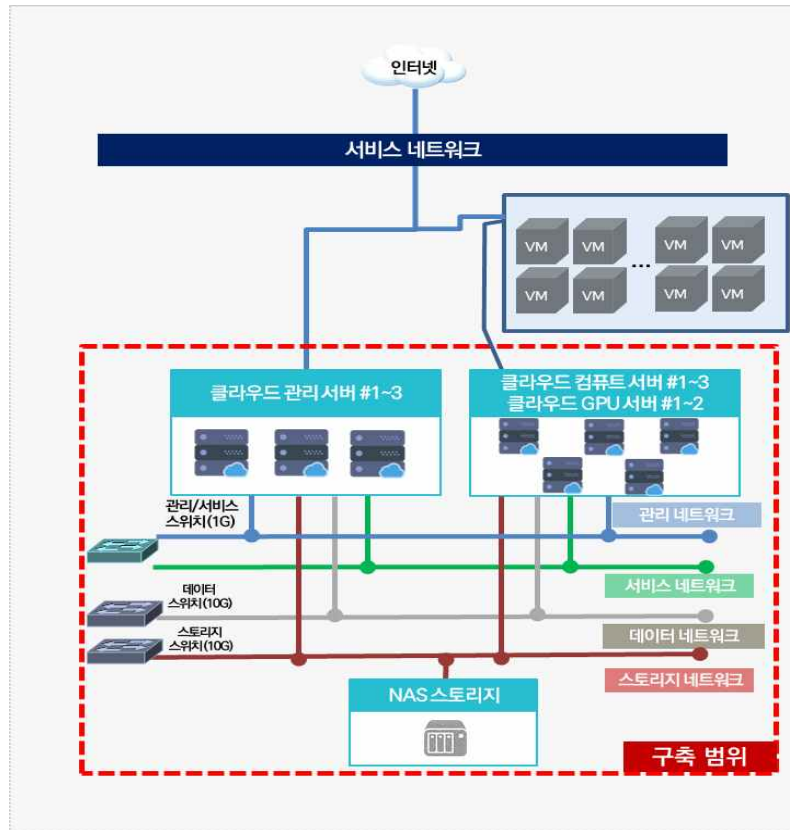 인터넷
서비스 네트워크
VM VM VM VM
...
VM VM VM VM
클라우드 관리 서버 #1~3
클라우드 컴퓨트 서버 #1~3
클라우드 GPU 서버 #1~2
관리/서비스
스위치(1G)
관리 네트워크
서비스 네트워크
데이터
스위치(10G)
데이터 네트워크
스토리지
스위치(10G)
스토리지 네트워크
NAS 스토리지
구축 범위